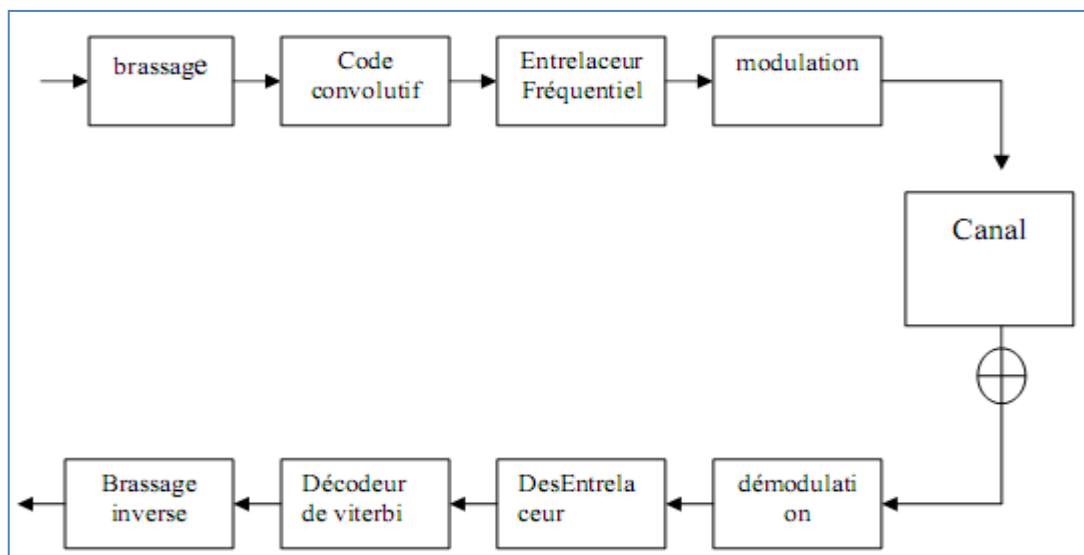 brassage
Code
convolutif
Entrelaceur
Fréquentiel
modulation
Canal
Brassage
inverse
Décodeur
de viterbi
DesEntrela
ceur
démodulati
on